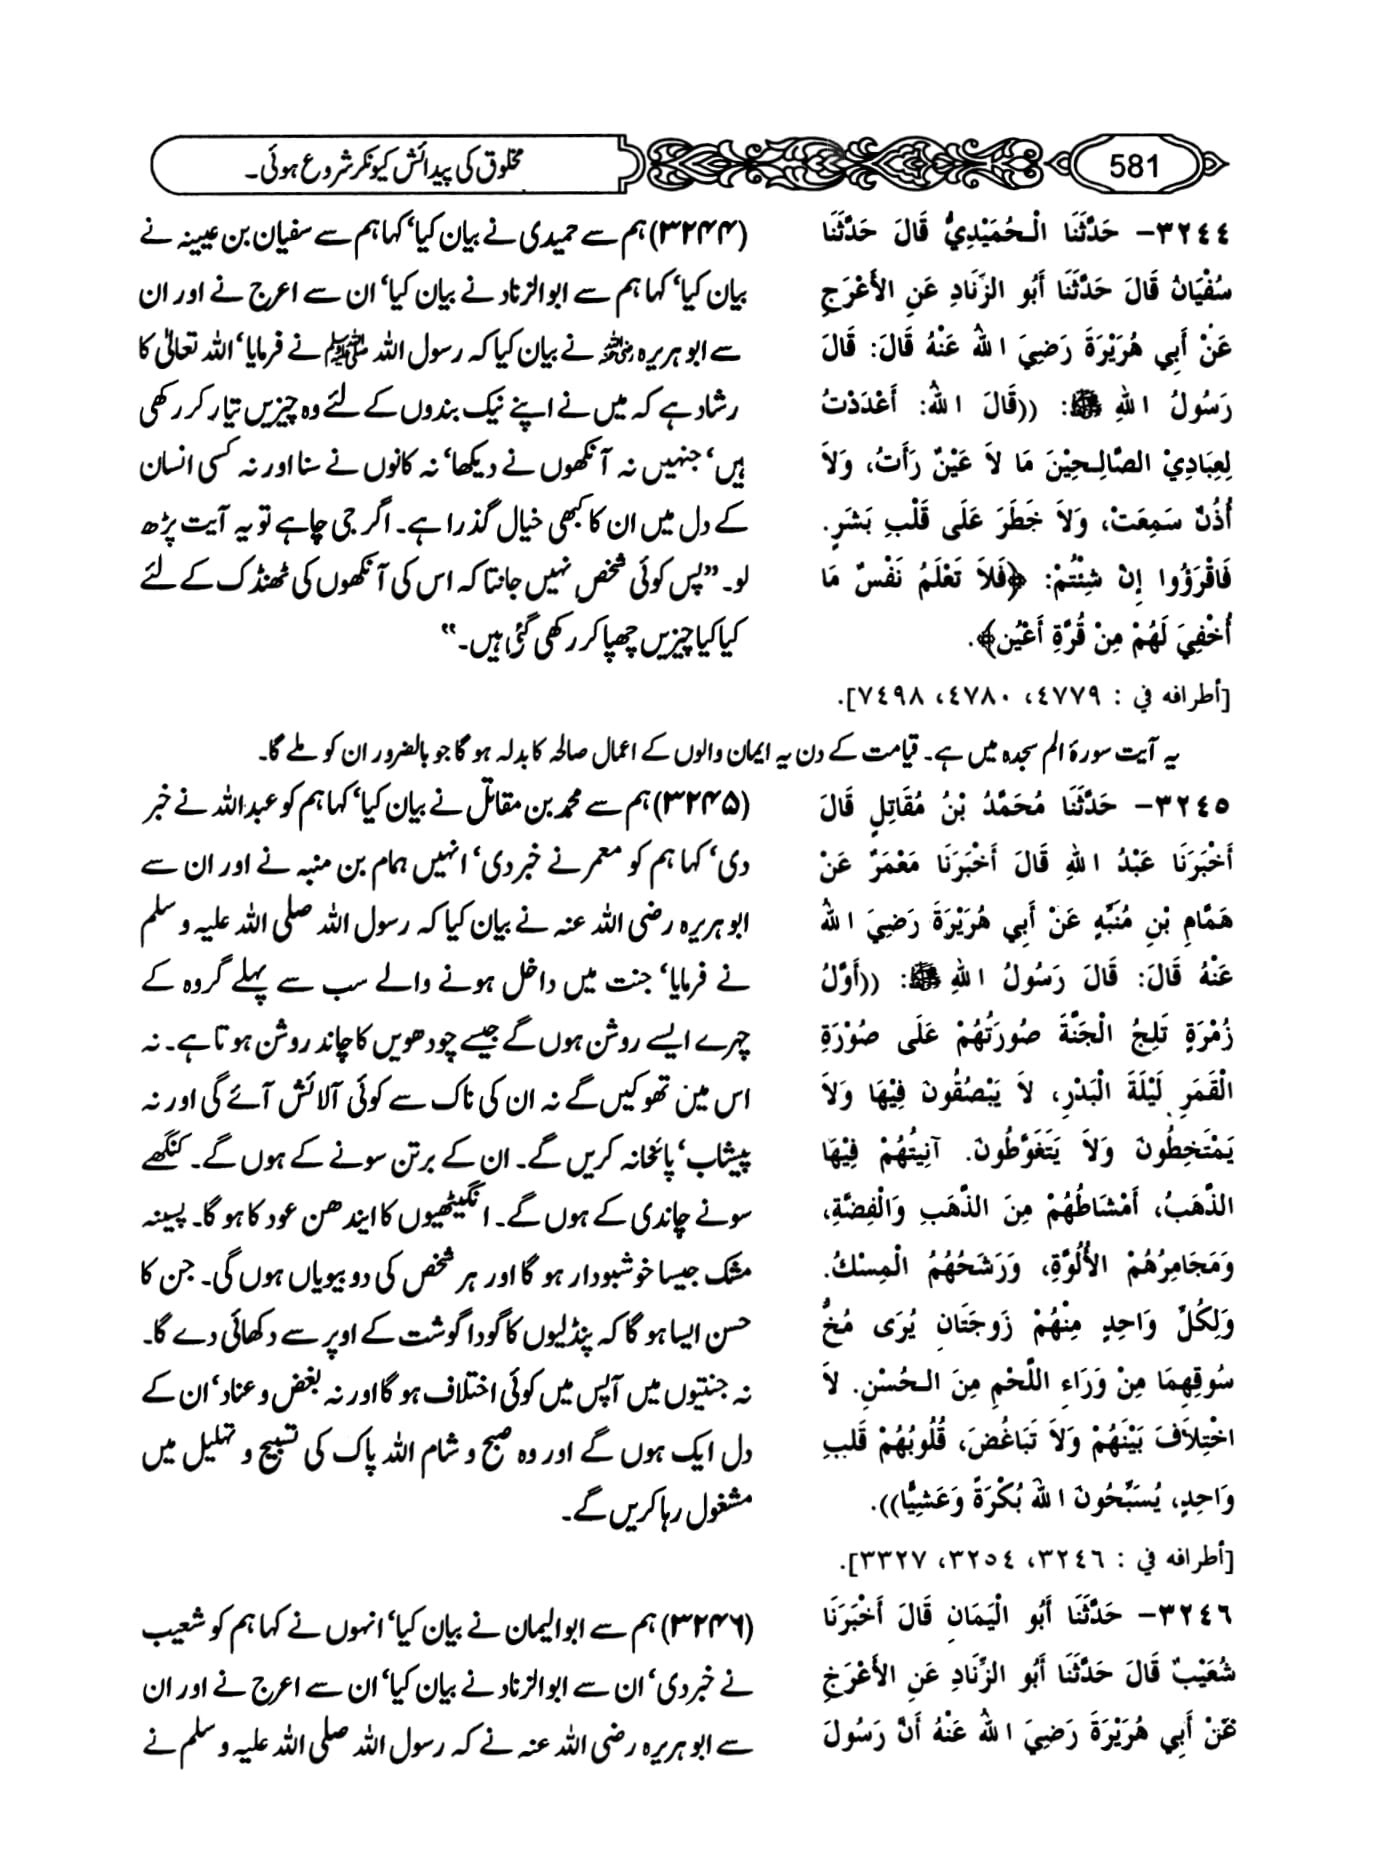 581
مخلوق کی پیدائش کیونکر شروع ہوئی۔
٣٢٤٤– حَدَّثَنَا الْـحُمَيْدِيُّ قَالَ حَدَّثَنَا
سُفْيَانُ قَالَ حَدَّثَنَا أَبُو الزِّنَادِ عَنِ الأَعْرَجِ
عَنْ أَبِي هُرَيْرَةَ رَضِيَ اللهُ عَنْهُ قَالَ: قَالَ
رَسُولُ اللهِ ﷺ: ((قَالَ اللهُ: أَعْدَدْتُ
لِعِبَادِيْ الصَّالِـحِيْنَ مَا لاَ عَيْنٌ رَأَتْ، وَلاَ
أُذُنٌ سَمِعَتْ، وَلاَ خَطَرَ عَلَى قَلْبِ بَشَرٍ.
فَاقْرَؤُوا إِنْ شِئْتُمْ: ﴿فَلاَ تَعْلَمُ نَفْسٌ مَا
أُخْفِيَ لَهُمْ مِنْ قُرَّةِ أَعْيُنٍ﴾.
[أطرافه في : ٤٧٧٩، ٤٧٨٠، ٧٤٩٨].
(۳۲۴۴) ہم سے حمیدی نے بیان کیا‘ کہا ہم سے سفیان بن عیینہ نے
بیان کیا‘ کہا ہم سے ابوالزناد نے بیان کیا‘ ان سے اعرج نے اور ان
سے ابو ہریرہ رضی اللہ عنہ نے بیان کیا کہ رسول اللہ ﷺ نے فرمایا‘ اللہ تعالیٰ کا
رشاد ہے کہ میں نے اپنے نیک بندوں کے لئے وہ چیزیں تیار کر رکھی
ہیں‘ جنہیں نہ آنکھوں نے دیکھا‘ نہ کانوں نے سنا اور نہ کسی انسان
کے دل میں ان کا کبھی خیال گذرا ہے۔ اگر جی چاہے تو یہ آیت پڑھ
لو۔ ”پس کوئی شخص نہیں جانتا کہ اس کی آنکھوں کی ٹھنڈک کے لئے
کیا کیا چیزیں چھپا کر رکھی گئی ہیں۔“
یہ آیت سورۂ الم سجدہ میں ہے۔ قیامت کے دن یہ ایمان والوں کے اعمال صالحہ کا بدلہ ہو گا جو بالضرور ان کو ملے گا۔
٣٢٤٥– حَدَّثَنَا مُحَمَّدُ بْنُ مُقَاتِلٍ قَالَ
أَخْبَرَنَا عَبْدُ اللهِ قَالَ أَخْبَرَنَا مَعْمَرٌ عَنْ
هَمَّامِ بْنِ مُنَبِّهٍ عَنْ أَبِي هُرَيْرَةَ رَضِيَ اللهُ
عَنْهُ قَالَ: قَالَ رَسُولُ اللهِ ﷺ: ((أَوَّلُ
زُمْرَةٍ تَلِجُ الْجَنَّةَ صُورَتُهُمْ عَلَى صُوْرَةِ
الْقَمَرِ لَيْلَةَ الْبَدْرِ، لاَ يَبْصُقُونَ فِيْهَا وَلاَ
يَمْتَخِطُونَ وَلاَ يَتَغَوَّطُونَ. آنِيَتُهُمْ فِيْهَا
الذَّهَبُ، أَمْشَاطُهُمْ مِنَ الذَّهَبِ وَالْفِضَّةِ،
وَمَجَامِرُهُمْ الأُلُوَّةِ، وَرَشَحُهُمُ الْمِسْكُ.
وَلِكُلِّ وَاحِدٍ مِنْهُمْ زَوجَتَانِ يُرَى مُخُّ
سُوقِهِمَا مِنْ وَرَاءِ اللَّحْمِ مِنَ الـحُسْنِ. لاَ
اخْتِلاَفَ بَيْنَهُمْ وَلاَ تَبَاغُضَ، قُلُوبُهُمْ قَلبِ
وَاحِدٍ، يُسَبِّحُونَ اللهَ بُكْرَةً وَعَشِيًّا)).
[أطرافه في : ٣٢٤٦، ٣٢٥٤، ٣٣٢٧].
(۳۲۴۵) ہم سے محمد بن مقاتل نے بیان کیا‘ کہا ہم کو عبداللہ نے خبر
دی‘ کہا ہم کو معمر نے خبر دی‘ انہیں ہمام بن منبہ نے اور ان سے
ابو ہریرہ رضی اللہ عنہ نے بیان کیا کہ رسول اللہ صلی اللہ علیہ و سلم
نے فرمایا‘ جنت میں داخل ہونے والے سب سے پہلے گروہ کے
چہرے ایسے روشن ہوں گے جیسے چودھویں کا چاند روشن ہوتا ہے۔ نہ
اس میں تھوکیں گے نہ ان کی ناک سے کوئی آلائش آئے گی اور نہ
پیشاب‘ پائخانہ کریں گے۔ ان کے برتن سونے کے ہوں گے۔ کنگھے
سونے چاندی کے ہوں گے۔ انگیٹھیوں کا ایندھن عود کا ہو گا۔ پسینہ
مشک جیسا خوشبودار ہو گا اور ہر شخص کی دو بیویاں ہوں گی۔ جن کا
حسن ایسا ہو گا کہ پنڈلیوں کا گودا گوشت کے اوپر سے دکھائی دے گا۔
نہ جنتیوں میں آپس میں کوئی اختلاف ہو گا اور نہ بغض و عناد‘ ان کے
دل ایک ہوں گے اور وہ صبح و شام اللہ پاک کی تسبیح و تہلیل میں
مشغول رہا کریں گے۔
٣٢٤٦– حَدَّثَنَا أَبُو الْيَمَانِ قَالَ أَخْبَرَنَا
شُعَيْبٌ قَالَ حَدَّثَنَا أَبُو الزِّنَادِ عَنِ الأَعْرَجِ
عَنْ أَبِي هُرَيْرَةَ رَضِيَ اللهُ عَنْهُ أَنَّ رَسُولَ
(۳۲۴۶) ہم سے ابوالیمان نے بیان کیا‘ انہوں نے کہا ہم کو شعیب
نے خبر دی‘ ان سے ابوالزناد نے بیان کیا‘ ان سے اعرج نے اور ان
سے ابو ہریرہ رضی اللہ عنہ نے کہ رسول اللہ صلی اللہ علیہ و سلم نے